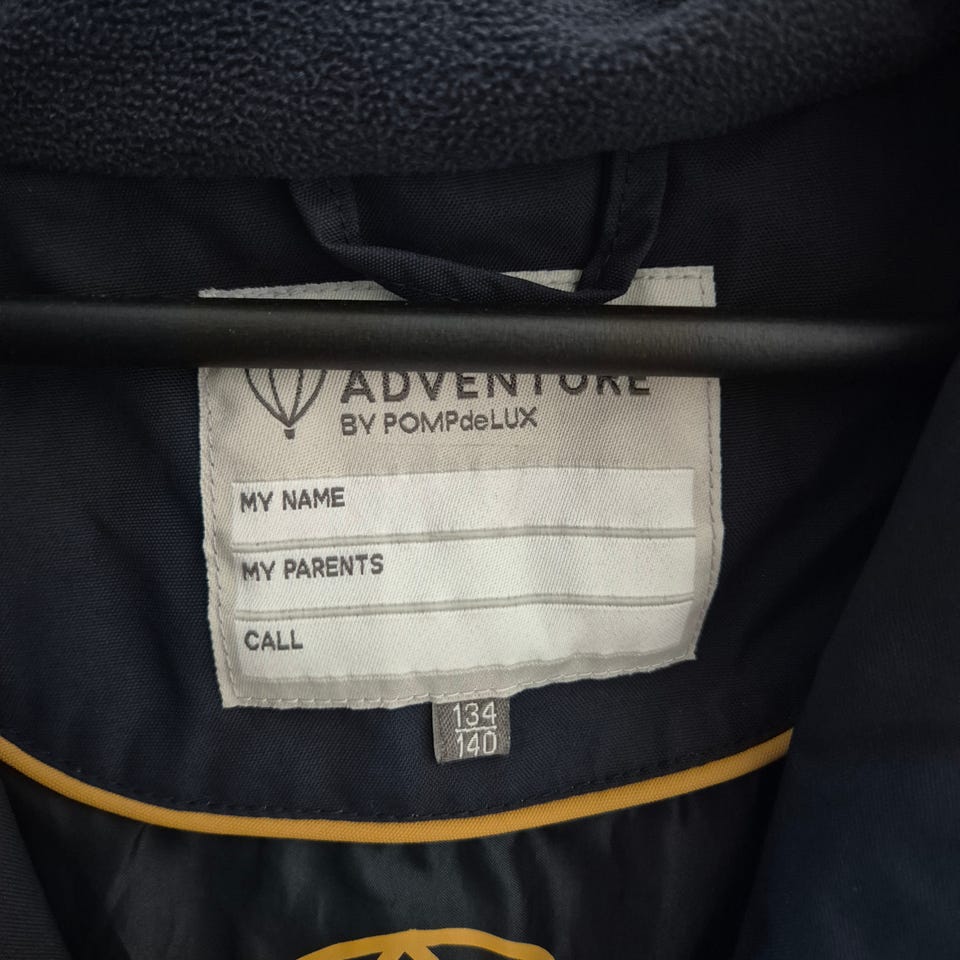 ADVENTURE
BY POMPdeLUX
MY NAME
MY PARENTS
CALL
134
140